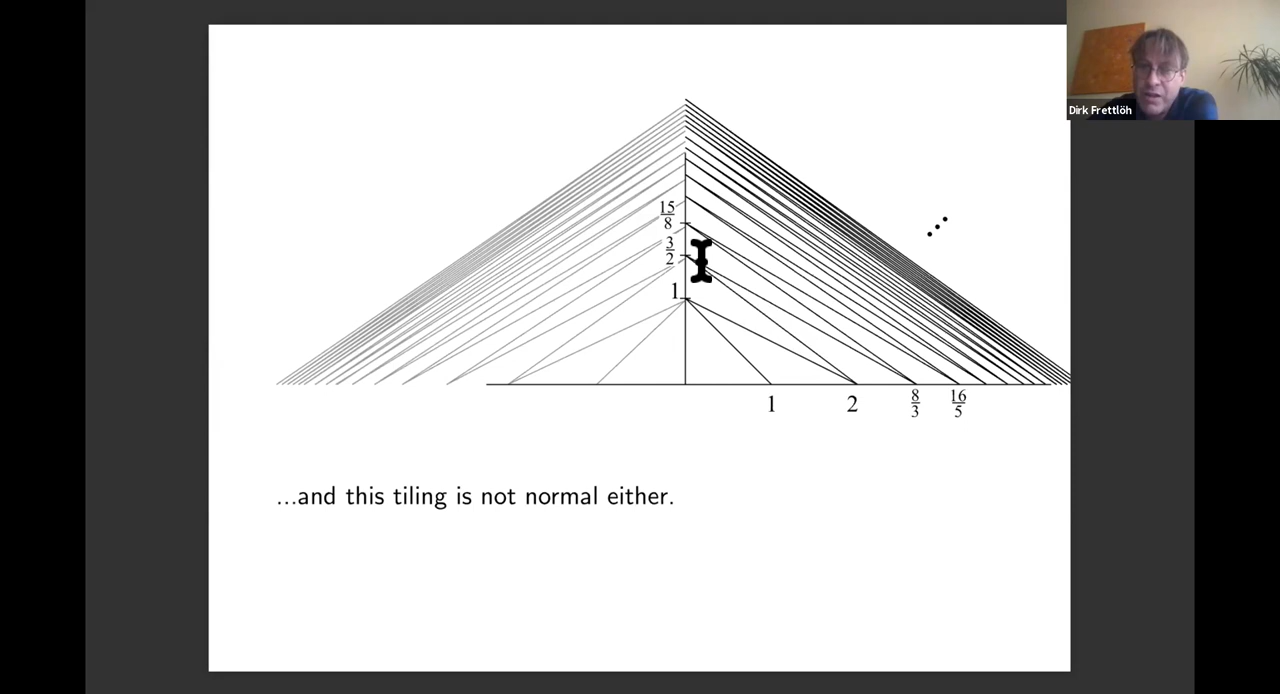 Dirk Frettlöh
15
8
3
2
1
1 2 8 16
3 5
...and this tiling is not normal either.